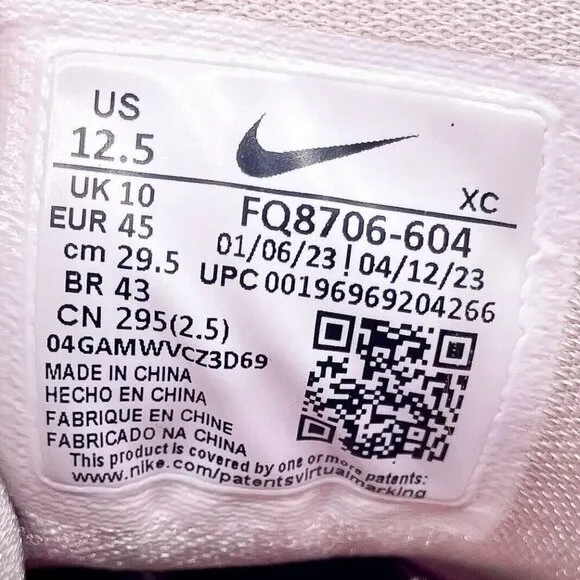 US
12.5
XC
UK 10
EUR 45
cm 29.5
BR 43
CN 295(2.5)
FQ8706-604
01/06/23 | 04/12/23
UPC 00196969204266
04GAMWVCZ3D69
MADE IN CHINA
HECHO EN CHINA
FABRIQUE EN CHINE
FABRICADO NA CHINA
This product is covered by one or more patents:
www.nike.com/patentsvirtualmarking